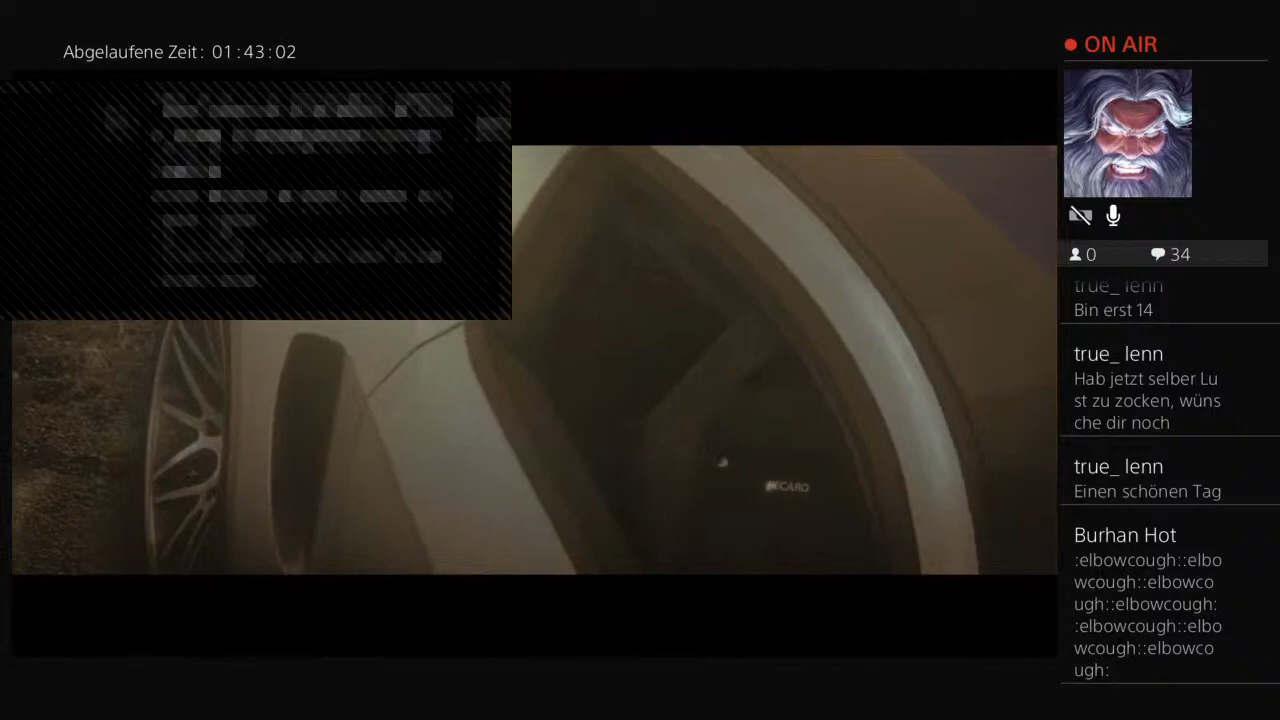 Abgelaufene Zeit: 01:43:02
ON AIR
0 34
true_ lenn
Bin erst 14
true_ lenn
Hab jetzt selber Lu
st zu zocken, wüns
che dir noch
true_ lenn
Einen schönen Tag
Burhan Hot
:elbowcough::elbo
wcough::elbowco
ugh::elbowcough:
:elbowcough::elbo
wcough::elbowco
ugh: